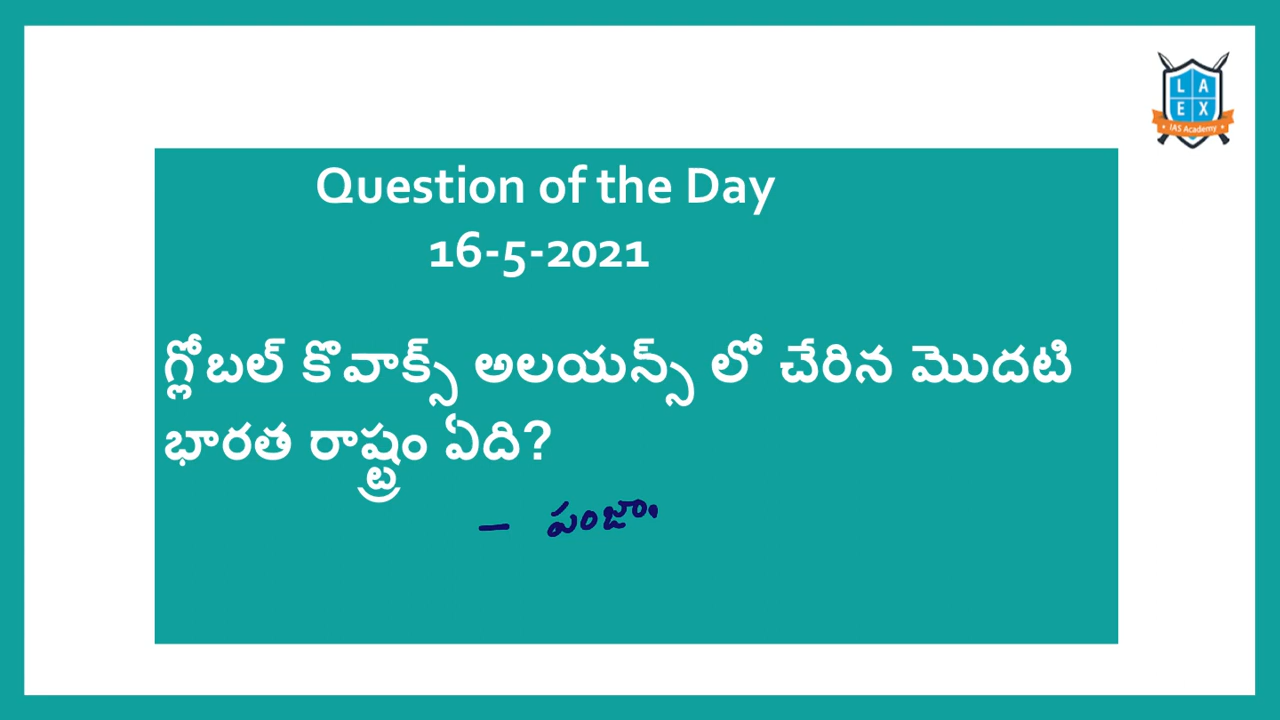 L A
E X
IAS Academy
Question of the Day
16-5-2021
గ్లోబల్ కొవాక్స్ అలయన్స్ లో చేరిన మొదటి
భారత రాష్ట్రం ఏది?
– పంజా